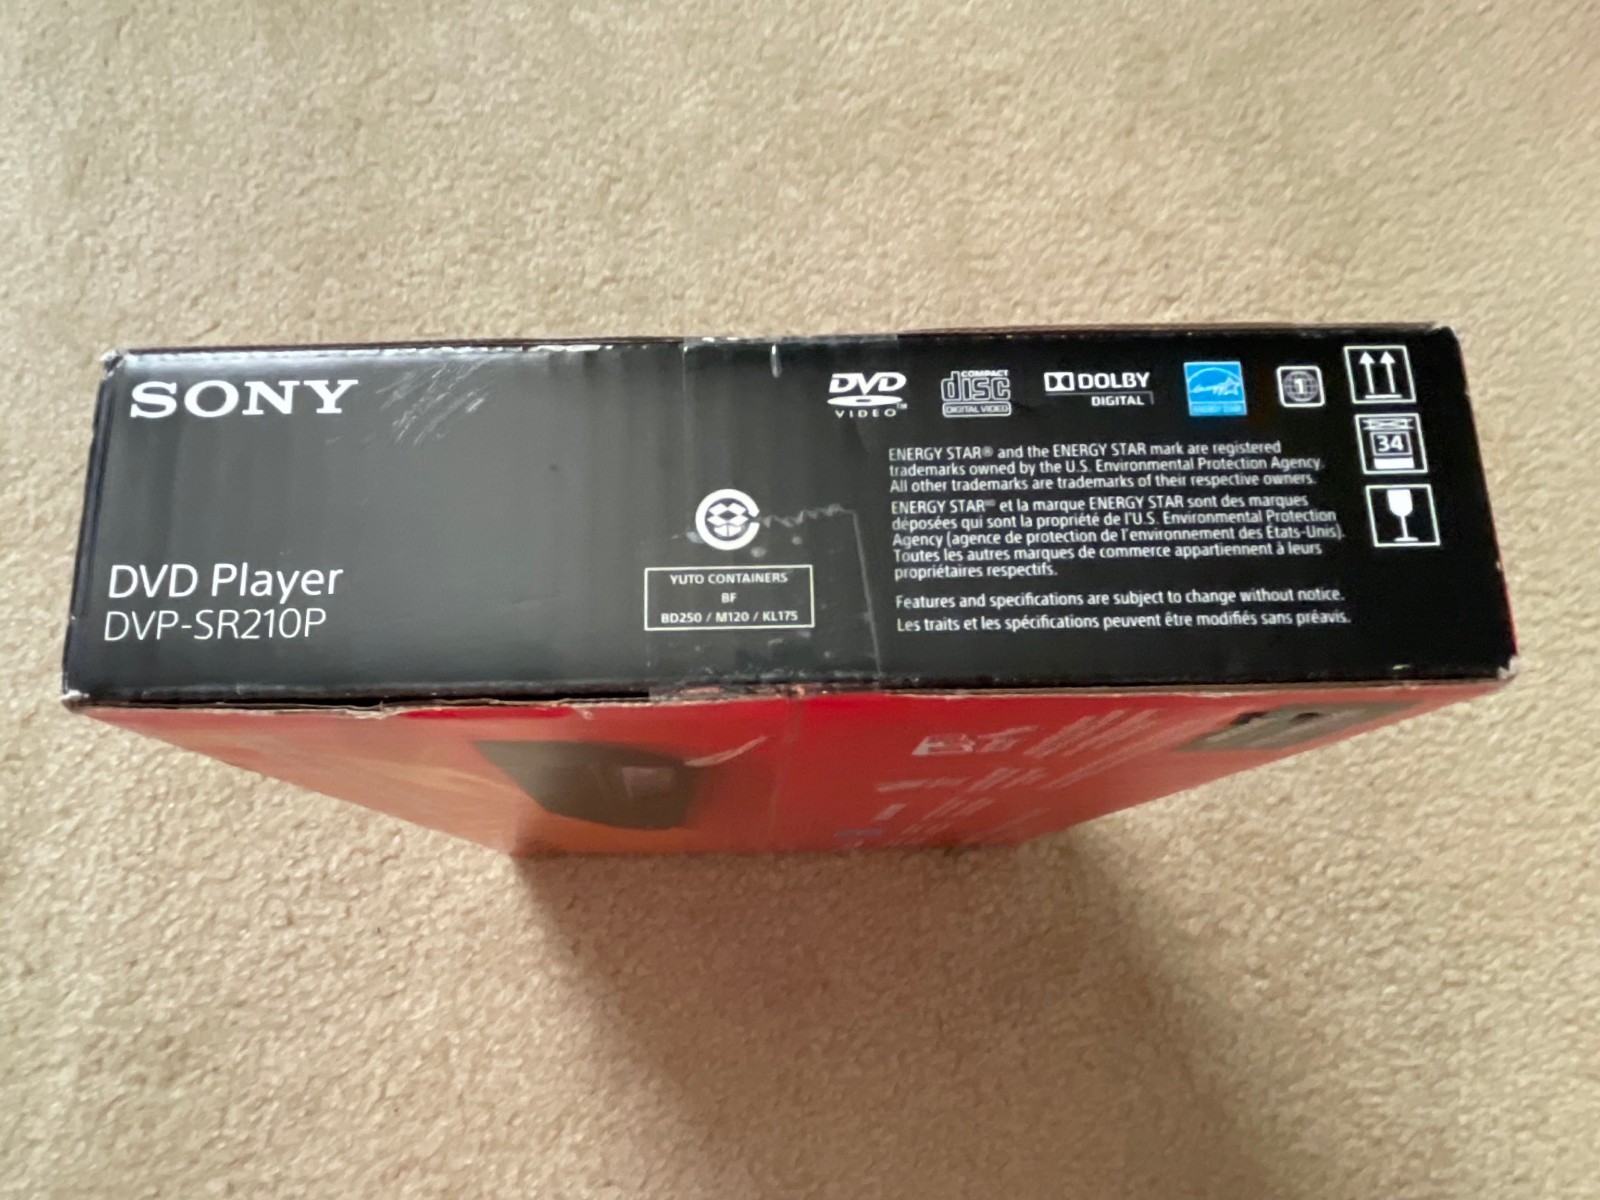 SONY
DVD Player
DVP-SR210P
YUTO CONTAINERS
BF
BD250 / M120 / KL175
DVD
VIDEO™
COMPACT
disc
DIGITAL VIDEO
DOLBY
DIGITAL
ENERGY STAR
1
34
ENERGY STAR® and the ENERGY STAR mark are registered
trademarks owned by the U.S. Environmental Protection Agency.
All other trademarks are trademarks of their respective owners.
ENERGY STAR et la marque ENERGY STAR sont des marques
déposées qui sont la propriété de l'U.S. Environmental Protection
Agency (agence de protection de l'environnement des États-Unis).
Toutes les autres marques de commerce appartiennent à leurs
propriétaires respectifs.
Features and specifications are subject to change without notice.
Les traits et les spécifications peuvent être modifiés sans préavis.